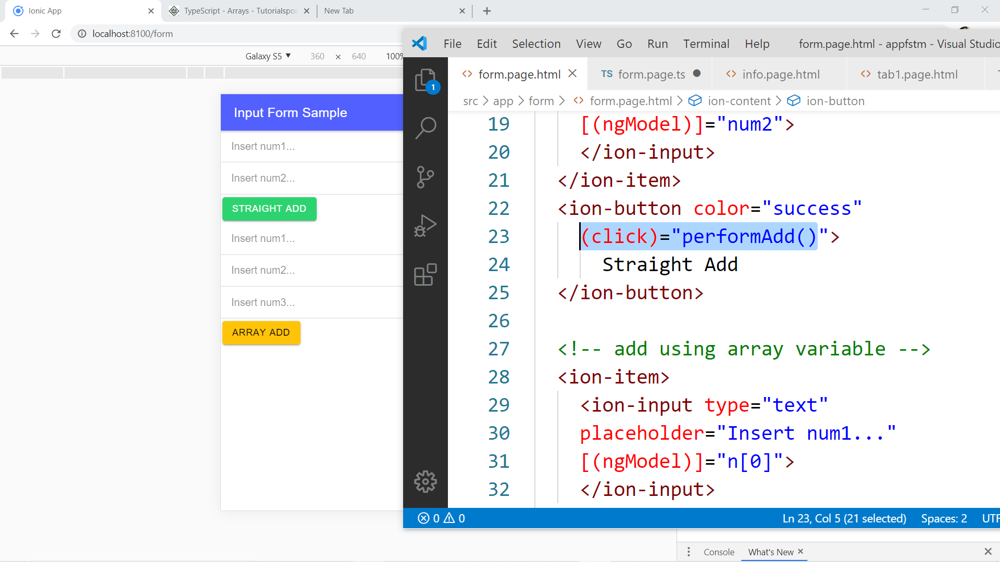 Ionic App
TypeScript - Arrays - Tutorialspoi
New Tab
localhost:8100/form
Galaxy S5 ▼ 360 × 640 100%
Input Form Sample
Insert num1...
Insert num2...
STRAIGHT ADD
Insert num1...
Insert num2...
Insert num3...
ARRAY ADD
File Edit Selection View Go Run Terminal Help form.page.html - appfstm - Visual Studio
1
<> form.page.html × TS form.page.ts ● <> info.page.html <> tab1.page.html
src > app > form > <> form.page.html > ion-content > ion-button
19 [(ngModel)]="num2">
20 </ion-input>
21 </ion-item>
22 <ion-button color="success"
23 (click)="performAdd()">
24 Straight Add
25 </ion-button>
26
27 <!-- add using array variable -->
28 <ion-item>
29 <ion-input type="text"
30 placeholder="Insert num1..."
31 [(ngModel)]="n[0]">
32 </ion-input>
0 0 Ln 23, Col 5 (21 selected) Spaces: 2 UTF
Console What's New ×